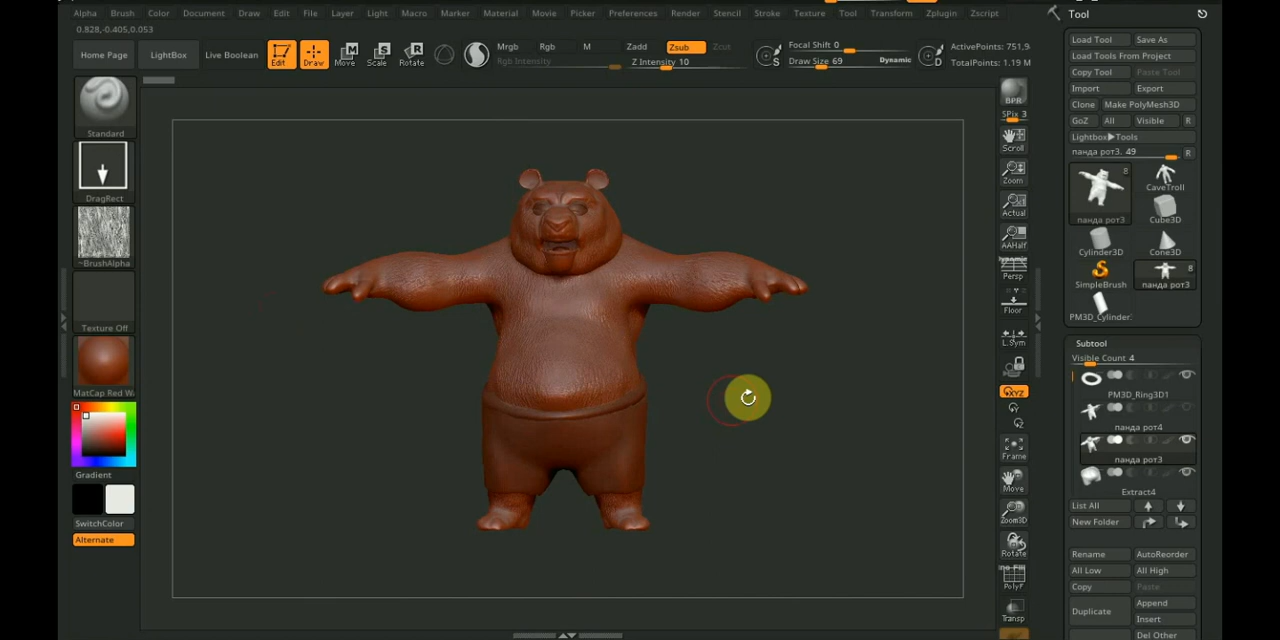 Alpha Brush Color Document Draw Edit File Layer Light Macro Marker Material Movie Picker Preferences Render Stencil Stroke Texture Tool Transform Zplugin Zscript
Tool
0.828,-0.405,0.053
Home Page LightBox Live Boolean Edit Draw Move Scale Rotate
Mrgb Rgb M Zadd Zsub Zcut
Rgb Intensity Z Intensity 10
Focal Shift 0
Draw Size 69 Dynamic
ActivePoints: 751,9
TotalPoints: 1.19 M
Load Tool Save As
Load Tools From Project
Copy Tool Paste Tool
Import Export
Clone Make PolyMesh3D
GoZ All Visible R
Lightbox▶Tools
панда рот3. 49 R
8
панда рот3
CaveTroll
Cube3D
Cylinder3D Cone3D
8
SimpleBrush панда рот3
PM3D_Cylinder
Subtool
Visible Count 4
PM3D_Ring3D1
панда рот4
панда рот3
Extract4
List All
New Folder
Rename AutoReorder
All Low All High
Copy Paste
Duplicate Append
Insert
Del Other
Standard
DragRect
~BrushAlpha
Texture Off
MatCap Red W
Gradient
SwitchColor
Alternate
BPR
SPix 3
Scroll
Zoom
Actual
AAHalf
Dynamic
Persp
Floor
L.Sym
XYZ
Frame
Move
Zoom3D
Rotate
PolyF
Transp